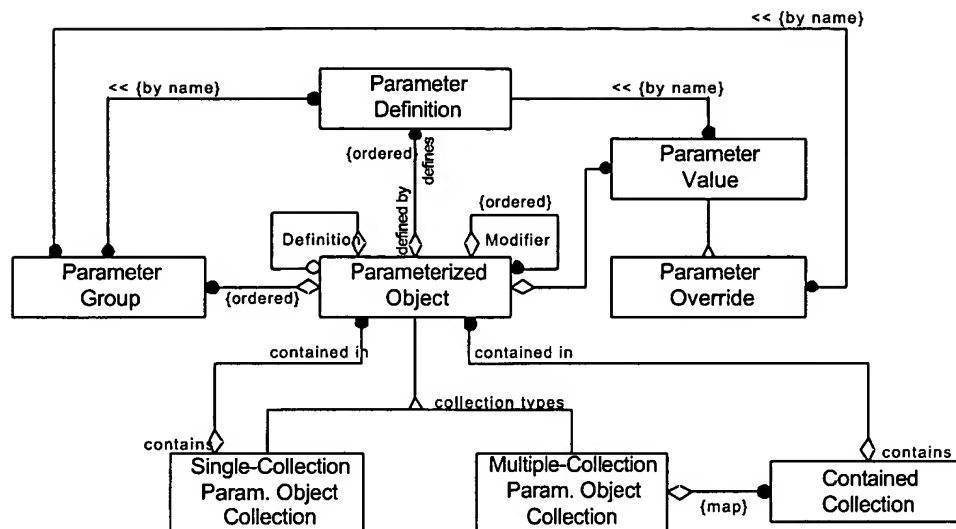 << {by name}
Parameter
Definition
<< {by name}
<< {by name}
{ordered}
defines
Parameter
Value
{ordered}
defined by
Definition
Modifier
Parameter
Group
{ordered}
Parameterized
Object
Parameter
Override
contained in
contained in
collection types
contains
contains
Single-Collection
Param. Object
Collection
Multiple-Collection
Param. Object
Collection
{map}
Contained
Collection